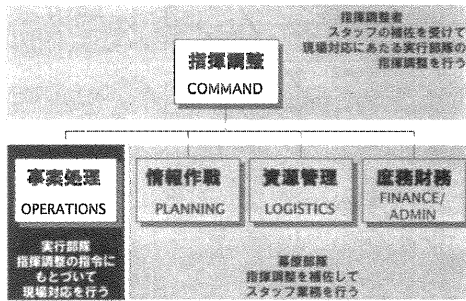 指揮調整者
スタッフの補佐を受けて
現場対応にあたる実行部隊の
指揮調整を行う
指揮調整
COMMAND
事案処理
OPERATIONS
情報作戦
PLANNING
資源管理
LOGISTICS
庶務財務
FINANCE/
ADMIN
実行部隊
指揮調整の指令に
もとづいて
現場対応を行う
幕僚部隊
指揮調整を補佐して
スタッフ業務を行う